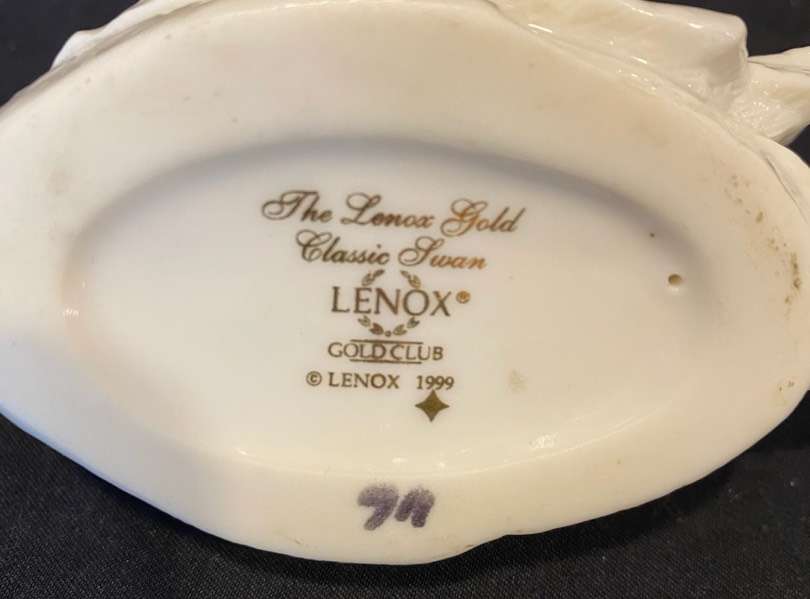 The Lenox Gold
Classic Swan
LENOX®
GOLD CLUB
© LENOX 1999